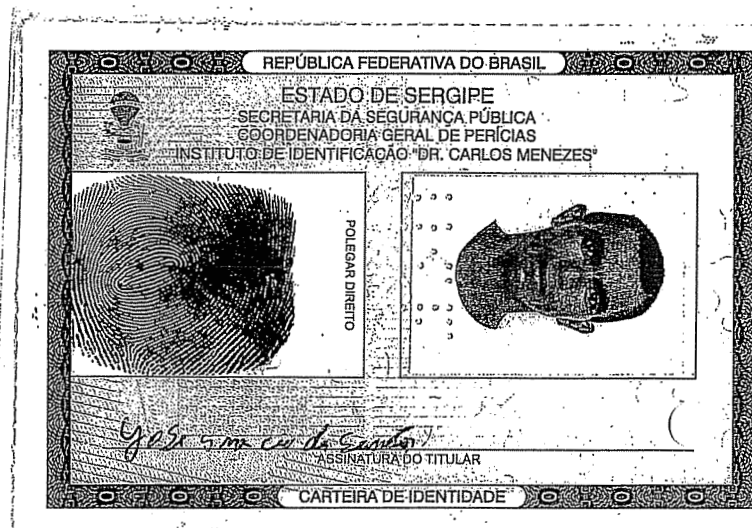 REPÚBLICA FEDERATIVA DO BRASIL
ESTADO DE SERGIPE
SECRETARIA DA SEGURANÇA PÚBLICA
COORDENADORIA GERAL DE PERÍCIAS
INSTITUTO DE IDENTIFICAÇÃO "DR. CARLOS MENEZES"
POLEGAR DIREITO
ASSINATURA DO TITULAR
CARTEIRA DE IDENTIDADE